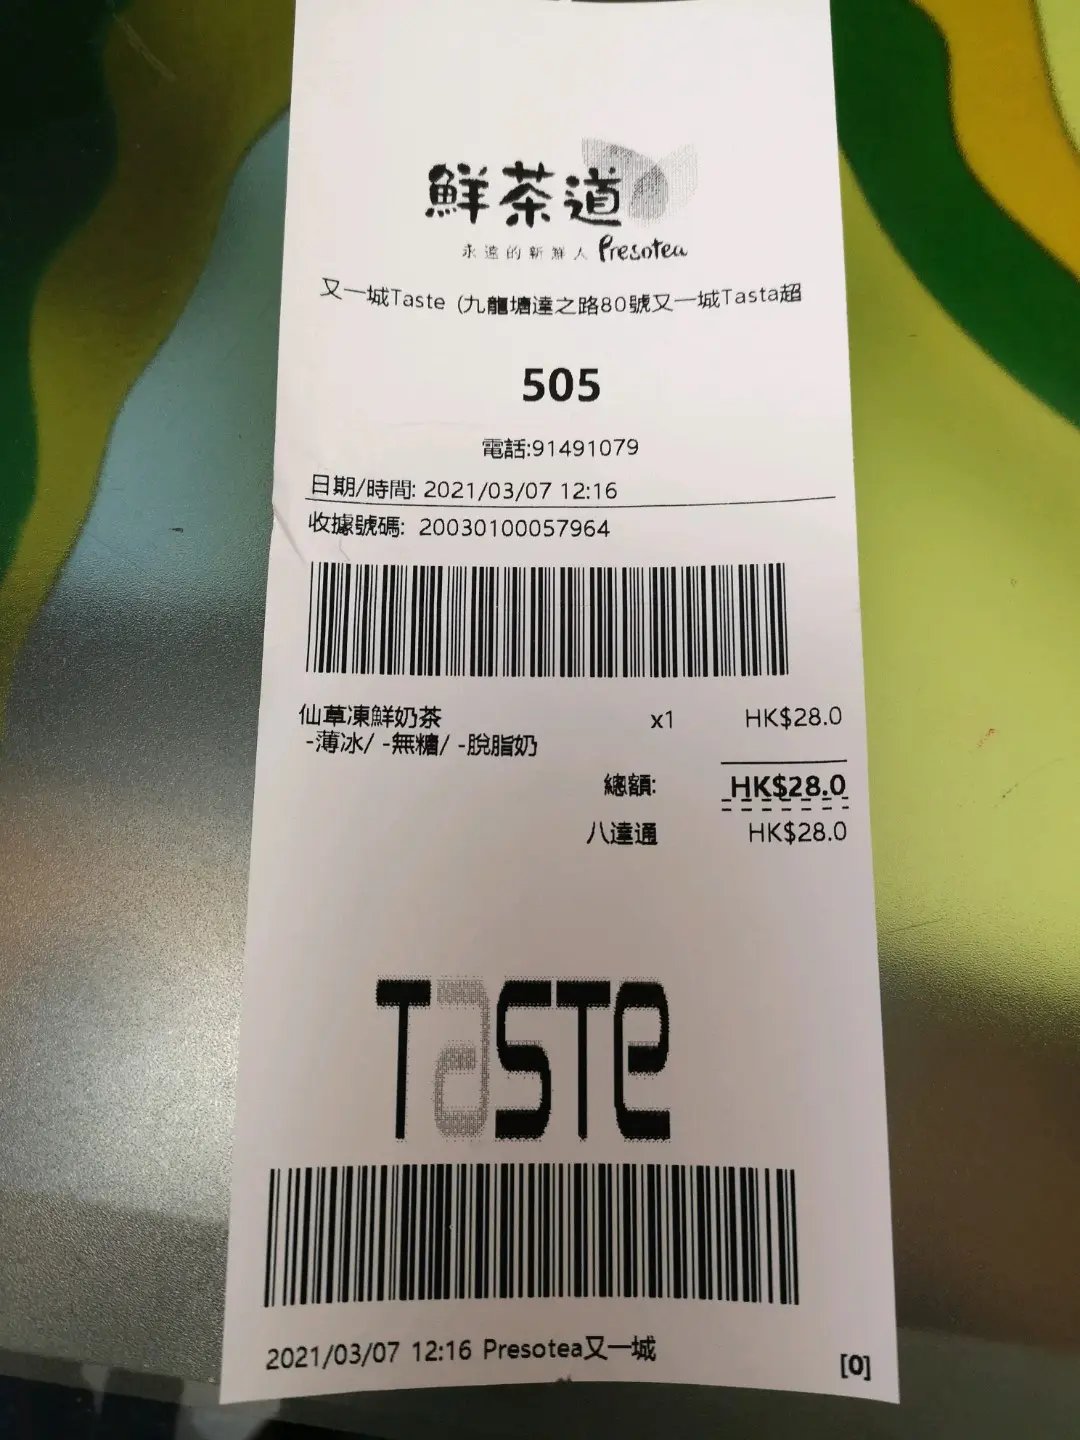 鮮茶道
永遠的新鮮人 Presotea
又一城Taste (九龍塘達之路80號又一城Tasta超
505
電話:91491079
日期/時間: 2021/03/07 12:16
收據號碼: 20030100057964
仙草凍鮮奶茶 x1 HK$28.0
-薄冰/ -無糖/ -脫脂奶
總額: HK$28.0
八達通 HK$28.0
Taste
2021/03/07 12:16 Presotea又一城
[0]